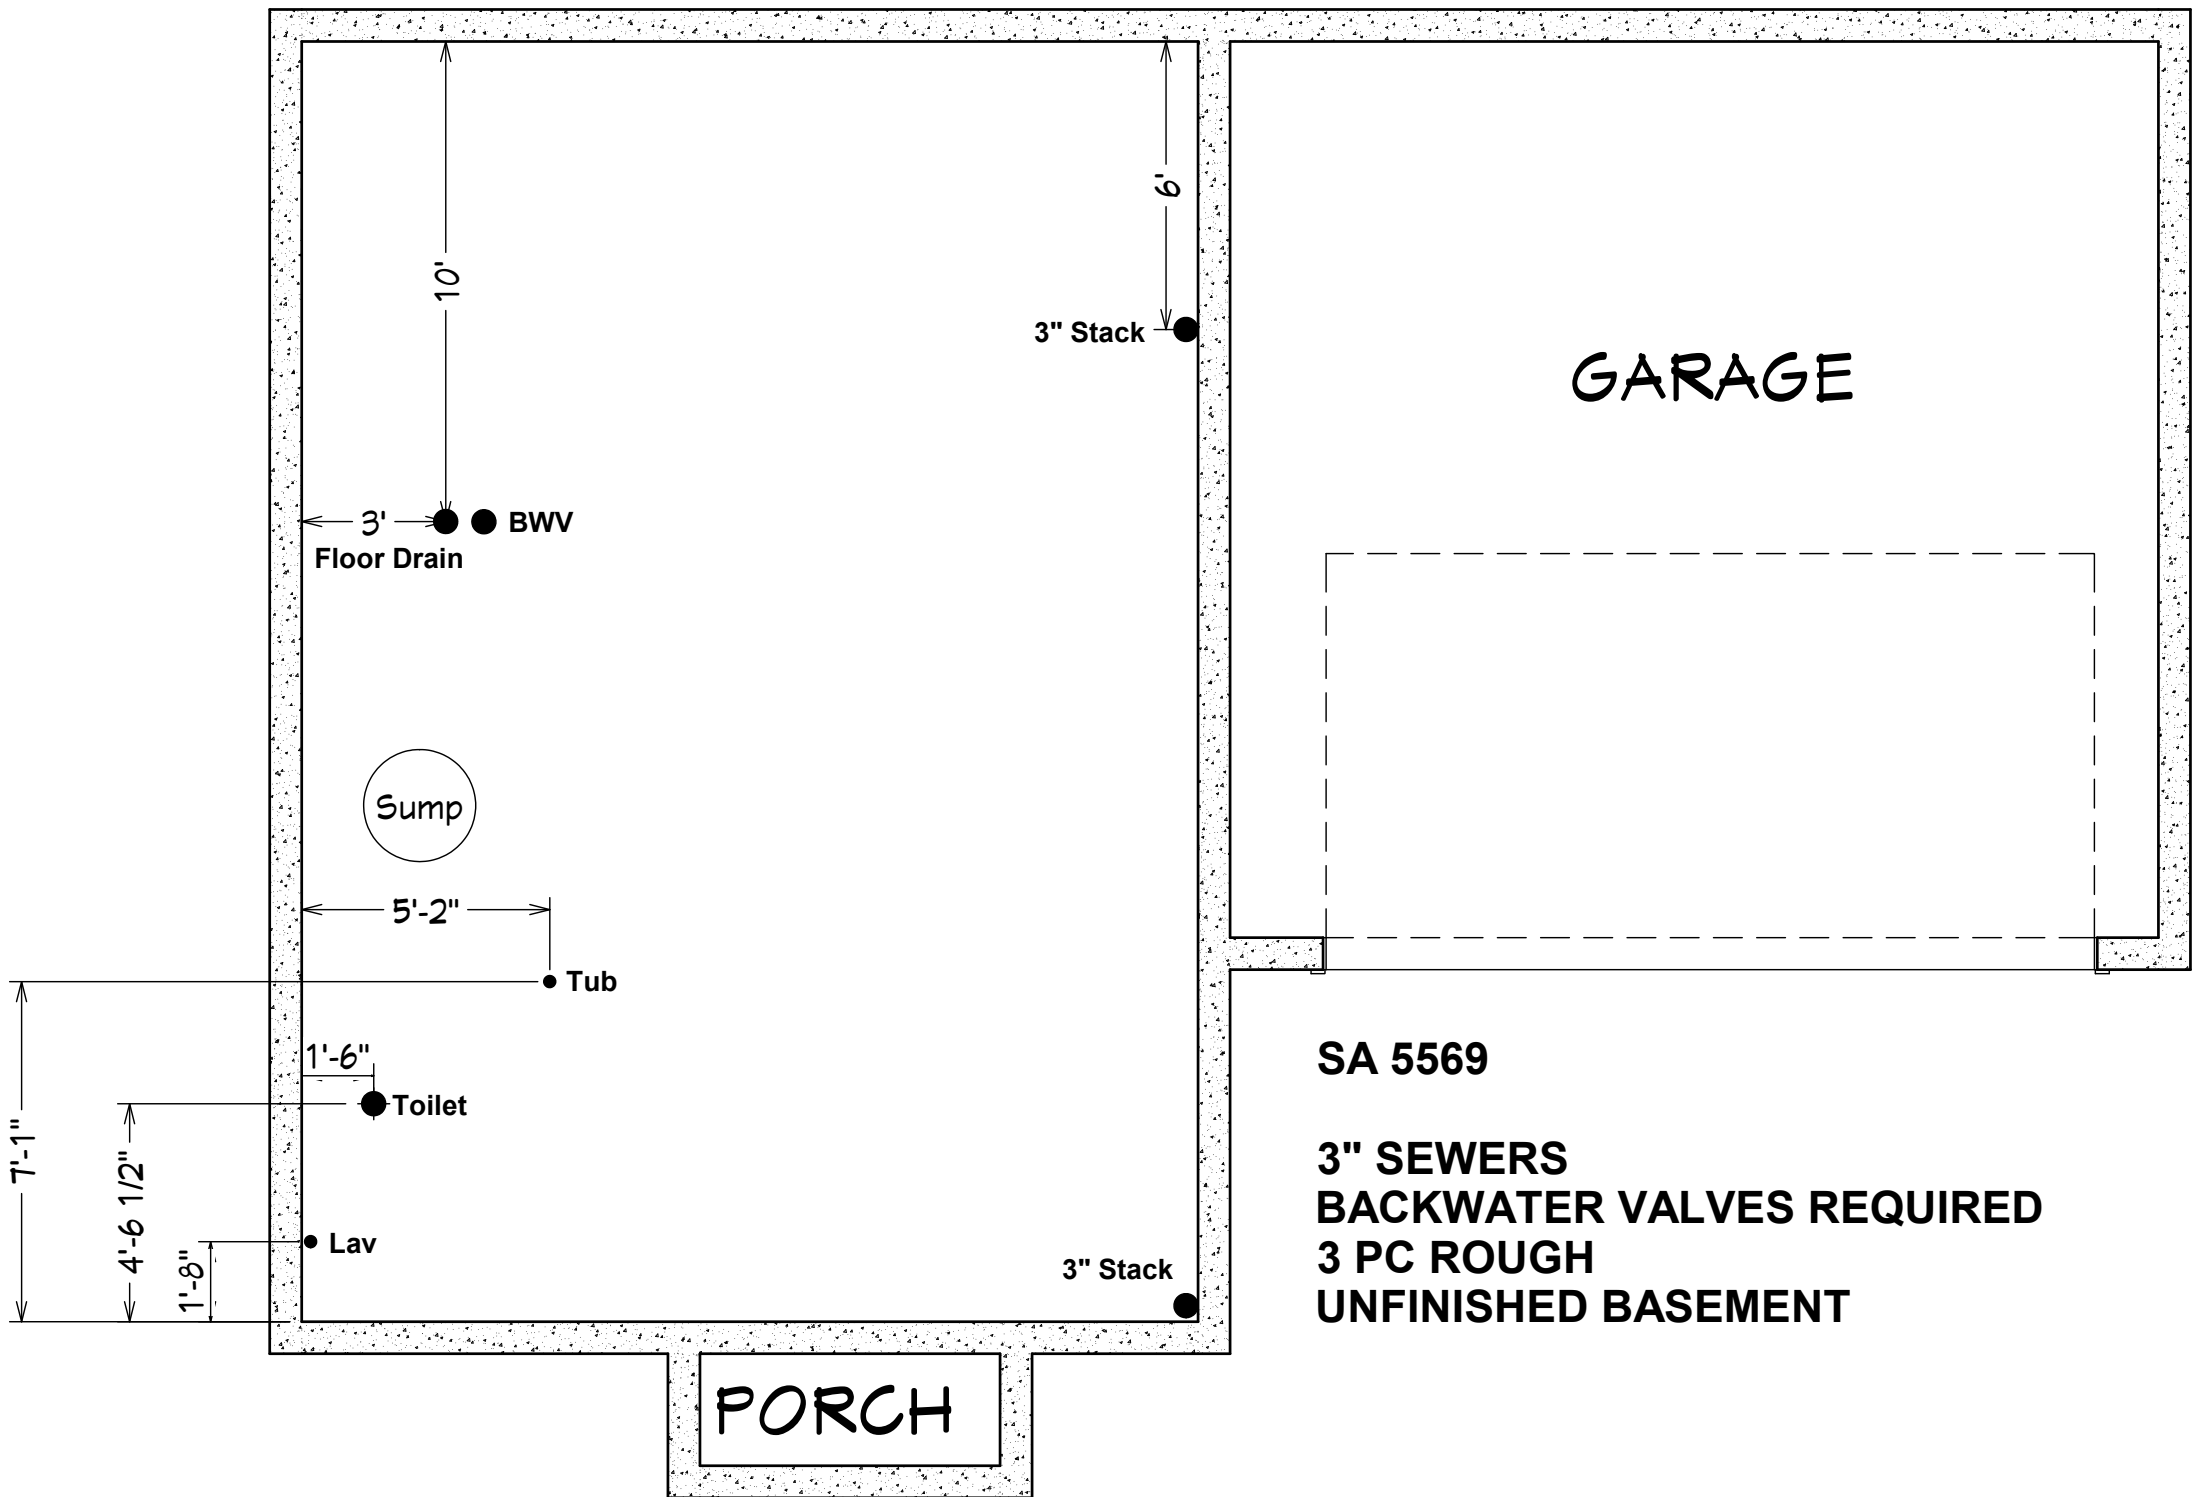 6'
10'
3" Stack
GARAGE
3'
BWV
Floor Drain
Sump
5'-2"
Tub
1'-6"
Toilet
7'-1"
4'-6 1/2"
1'-8"
Lav
3" Stack
SA 5569
3" SEWERS
BACKWATER VALVES REQUIRED
3 PC ROUGH
UNFINISHED BASEMENT
PORCH